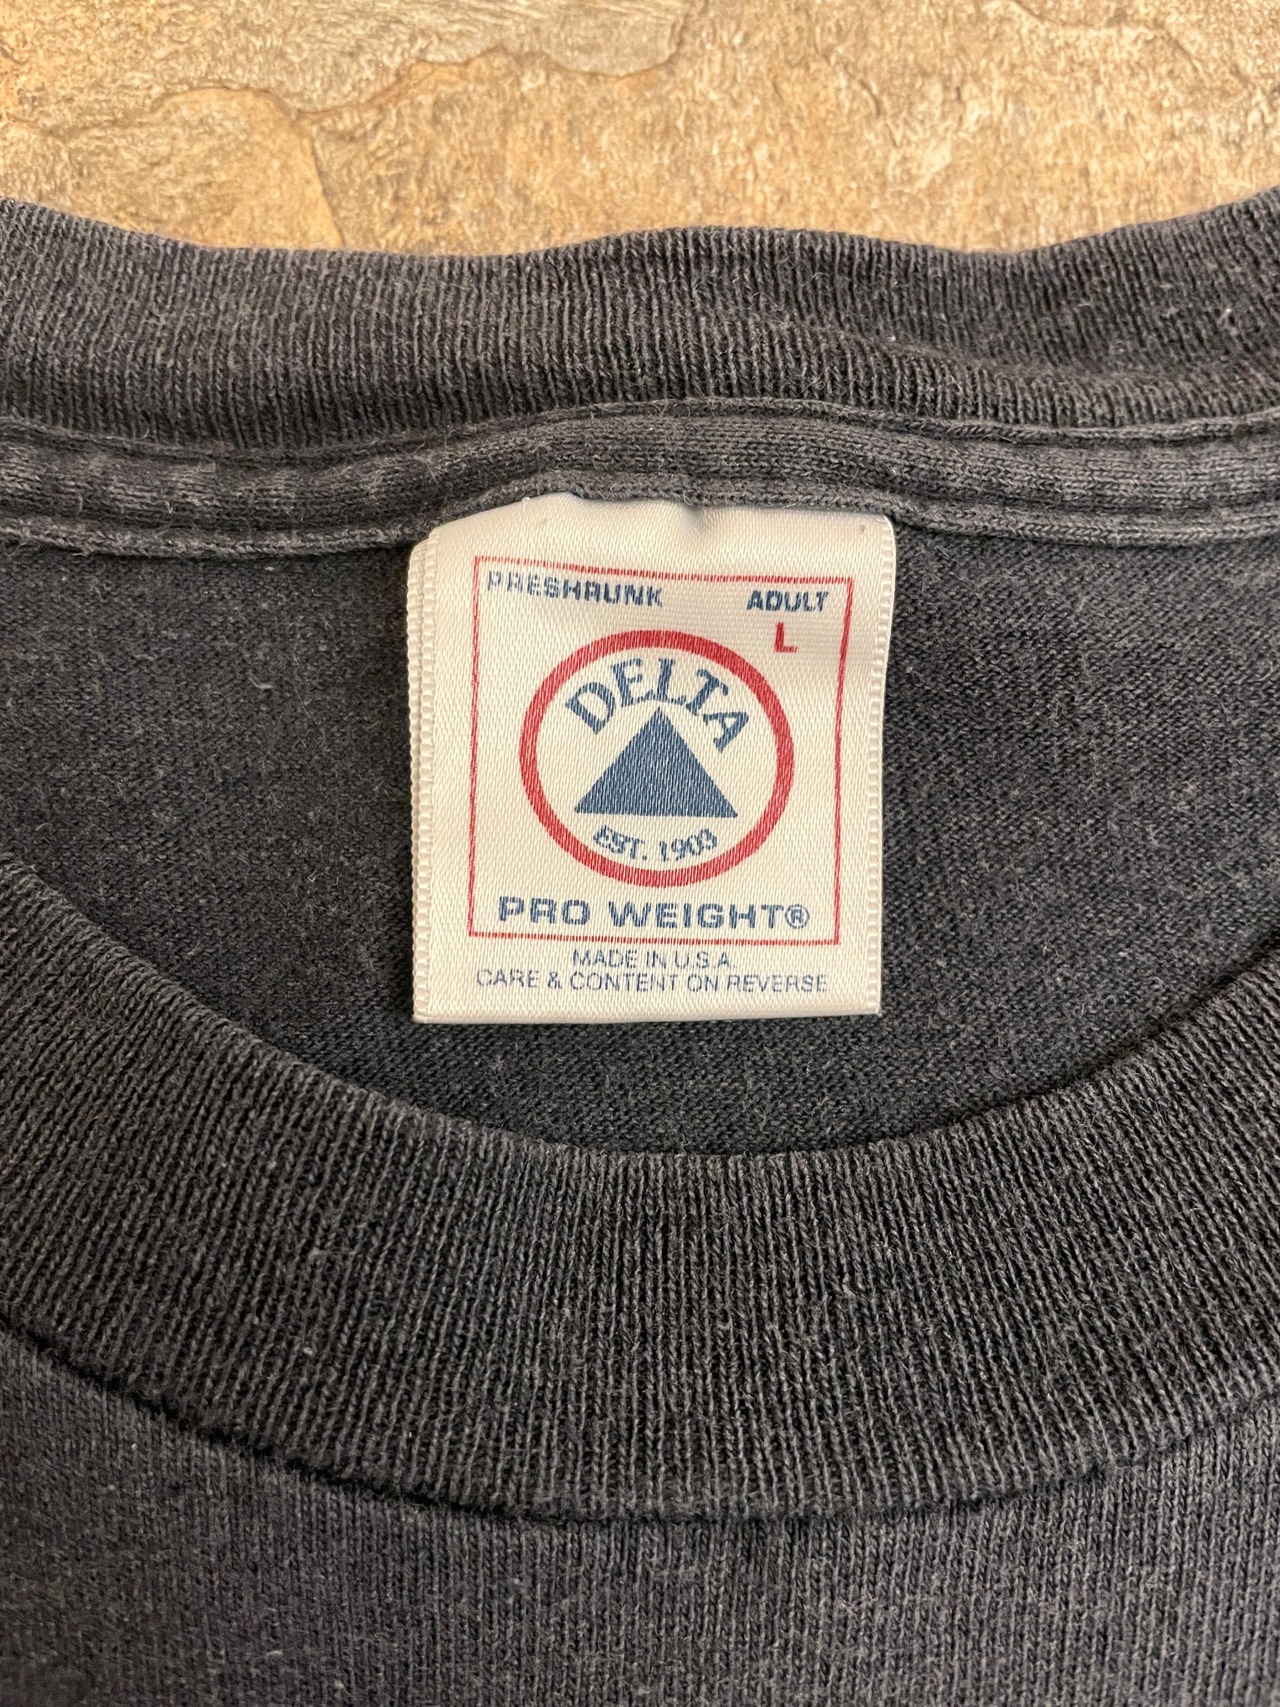 PRESHRUNK ADULT
L
DELTA
EST. 1903
PRO WEIGHT®
MADE IN U.S.A.
CARE & CONTENT ON REVERSE